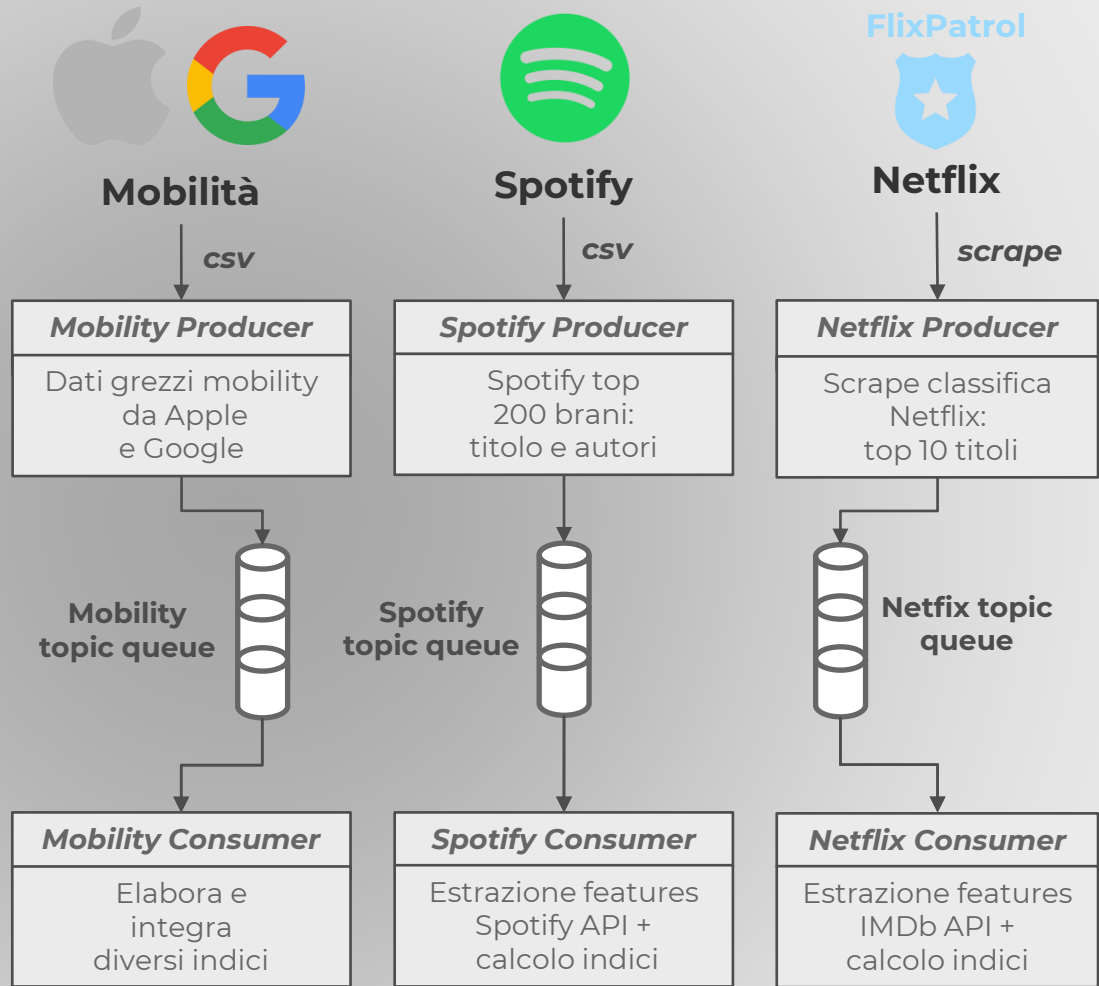 FlixPatrol
Mobilità
Spotify
Netflix
csv
csv
scrape
Mobility Producer
Dati grezzi mobility
da Apple
e Google
Spotify Producer
Spotify top
200 brani:
titolo e autori
Netflix Producer
Scrape classifica
Netflix:
top 10 titoli
Mobility
topic queue
Spotify
topic queue
Netfix topic
queue
Mobility Consumer
Elabora e
integra
diversi indici
Spotify Consumer
Estrazione features
Spotify API +
calcolo indici
Netflix Consumer
Estrazione features
IMDb API +
calcolo indici